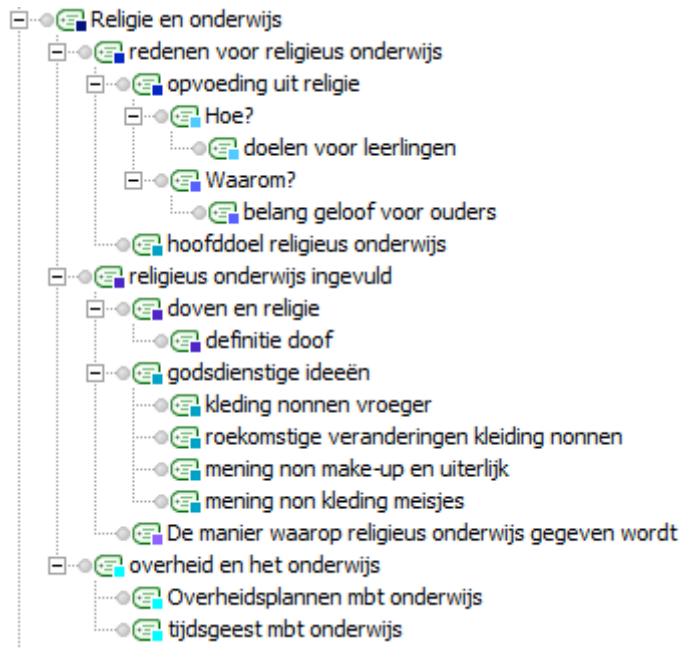 Religie en onderwijs
redenen voor religieus onderwijs
opvoeding uit religie
Hoe?
doelen voor leerlingen
Waarom?
belang geloof voor ouders
hoofddoel religieus onderwijs
religieus onderwijs ingevuld
doven en religie
definitie doof
godsdienstige ideeën
kleding nonnen vroeger
roekomstige veranderingen kleiding nonnen
mening non make-up en uiterlijk
mening non kleding meisjes
De manier waarop religieus onderwijs gegeven wordt
overheid en het onderwijs
Overheidsplannen mbt onderwijs
tijdsgeest mbt onderwijs